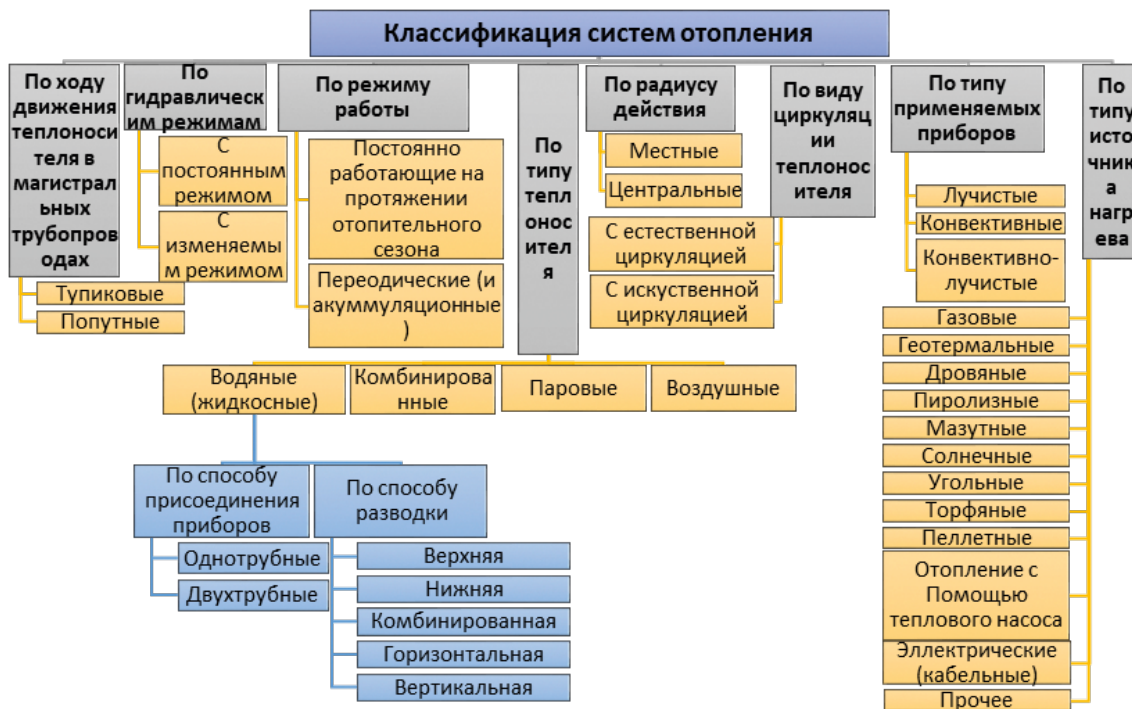 Классификация систем отопления
По ходу
движения
теплоноси
теля в
магистрал
ьных
трубопров
одах
Тупиковые
Попутные
По
гидравлическ
им режимам
С
постоянным
режимом
С
изменяемы
м режимом
По режиму
работы
Постоянно
работающие на
протяжении
отопительного
сезона
Переодические (и
акуммуляционные
)
По
типу
тепл
онос
ител
я
Водяные
(жидкосные)
Комбинирова
нные
Паровые
Воздушные
По способу
присоединения
приборов
Однотрубные
Двухтрубные
По способу
разводки
Верхняя
Нижняя
Комбинированная
Горизонтальная
Вертикальная
По радиусу
действия
Местные
Центральные
По виду
циркуляц
ии
теплонос
ителя
С естественной
циркуляцией
С искуственной
циркуляцией
По типу
применяемых
приборов
Лучистые
Конвективные
Конвективно-
лучистые
По
типу
исто
чник
а
нагр
ева
Газовые
Геотермальные
Дровяные
Пиролизные
Мазутные
Солнечные
Угольные
Торфяные
Пеллетные
Отопление с
Помощью
теплового насоса
Эллектрические
(кабельные)
Прочее